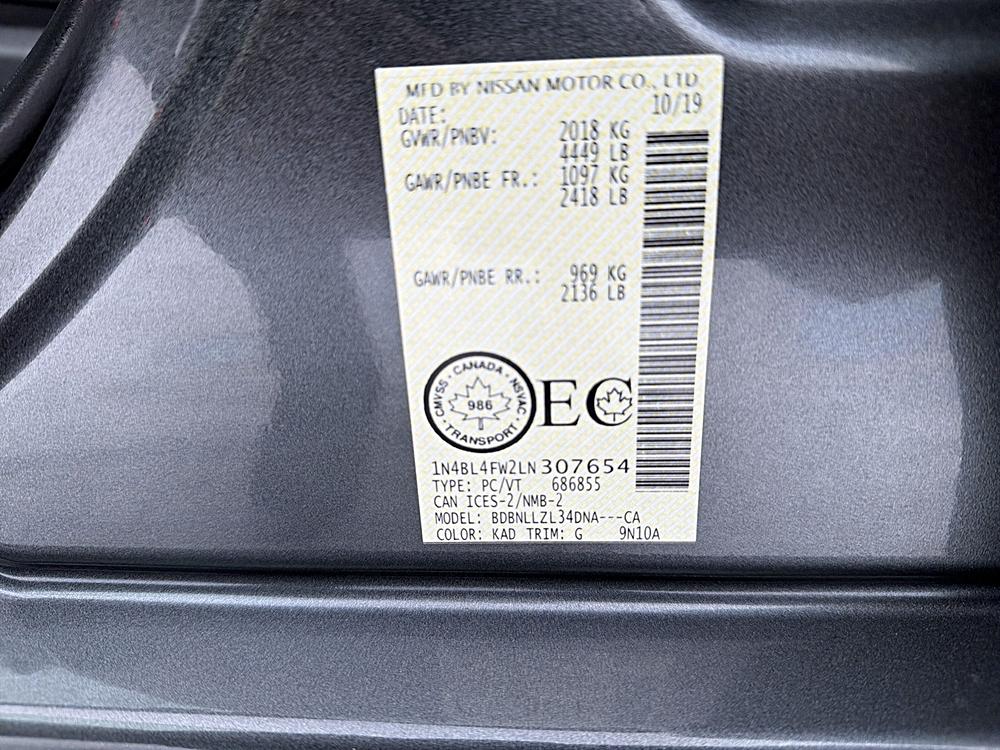 MFD BY NISSAN MOTOR CO., LTD.
DATE: 10/19
GVWR/PNBV: 2018 KG
4449 LB
GAWR/PNBE FR.: 1097 KG
2418 LB
GAWR/PNBE RR.: 969 KG
2136 LB
CMVSS · CANADA · NSVAC · TRANSPORT ·
986
EC
1N4BL4FW2LN307654
TYPE: PC/VT 686855
CAN ICES-2/NMB-2
MODEL: BDBNLLZL34DNA---CA
COLOR: KAD TRIM: G 9N10A